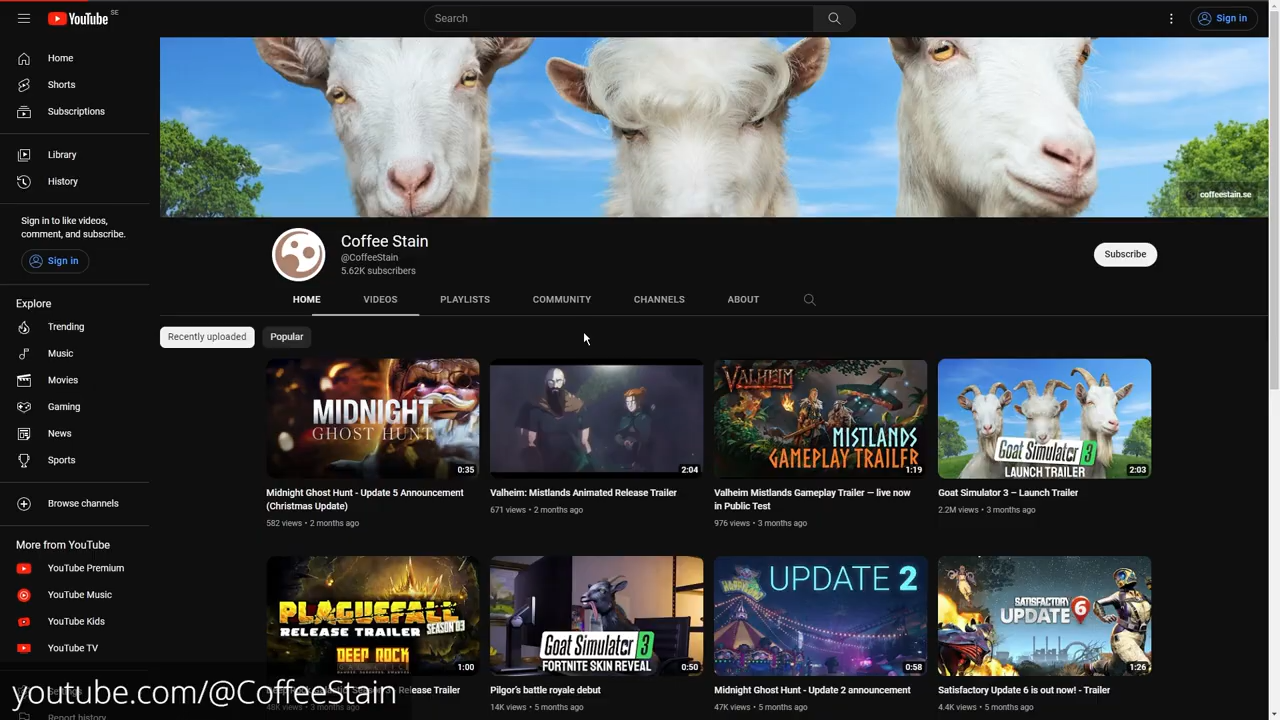 YouTube SE
Search
Sign in
Home
Shorts
Subscriptions
Library
History
Sign in to like videos,
comment, and subscribe.
Sign in
Explore
Trending
Music
Movies
Gaming
News
Sports
Browse channels
More from YouTube
YouTube Premium
YouTube Music
YouTube Kids
YouTube TV
Report history
youtube.com/@CoffeeStain
coffeestain.se
Coffee Stain
@CoffeeStain
5.62K subscribers
Subscribe
HOME
VIDEOS
PLAYLISTS
COMMUNITY
CHANNELS
ABOUT
Recently uploaded
Popular
MIDNIGHT
GHOST HUNT
0:35
Midnight Ghost Hunt - Update 5 Announcement
(Christmas Update)
582 views • 2 months ago
2:04
Valheim: Mistlands Animated Release Trailer
671 views • 2 months ago
VALHEIM
MISTLANDS
GAMEPLAY TRAILER
1:19
Valheim Mistlands Gameplay Trailer — live now
in Public Test
976 views • 3 months ago
Goat Simulator 3
LAUNCH TRAILER
2:03
Goat Simulator 3 – Launch Trailer
2.2M views • 3 months ago
PLAGUEFALL
RELEASE TRAILER SEASON 03
DEEP ROCK
GALACTIC
1:00
Release Trailer
48K views • 3 months ago
Goat Simulator 3
FORTNITE SKIN REVEAL
0:50
Pilgor's battle royale debut
14K views • 5 months ago
UPDATE 2
0:58
Midnight Ghost Hunt - Update 2 announcement
47K views • 5 months ago
SATISFACTORY
UPDATE 6
1:26
Satisfactory Update 6 is out now! - Trailer
4.4K views • 5 months ago